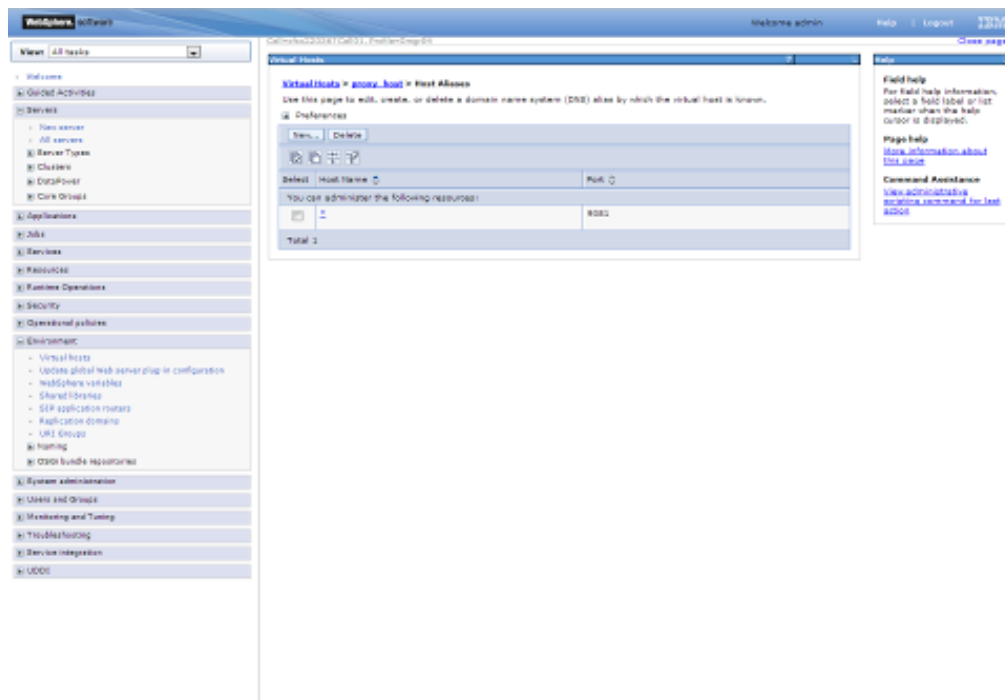 WebSphere. software
Welcome admin
Help | Logout
View: All tasks
Welcome
Guided Activities
Servers
New server
All servers
Server Types
Clusters
DataPower
Core Groups
Applications
Jobs
Services
Resources
Runtime Operations
Security
Operational policies
Environment
Virtual hosts
Update global Web server plug-in configuration
WebSphere variables
Shared libraries
SIP application routers
Replication domains
URI Groups
Naming
OSGi bundle repositories
System administration
Users and Groups
Monitoring and Tuning
Troubleshooting
Service integration
UDDI
Close page
Virtual Hosts
Virtual Hosts > proxy_host > Host Aliases
Use this page to edit, create, or delete a domain name system (DNS) alias by which the virtual host is known.
Preferences
New... Delete
Select Host Name Port
You can administer the following resources:
*
Total 1
Help
Field help
For field help information, select a field label or list marker when the help cursor is displayed.
Page help
More information about this page
Command Assistance
View administrative scripting command for last action